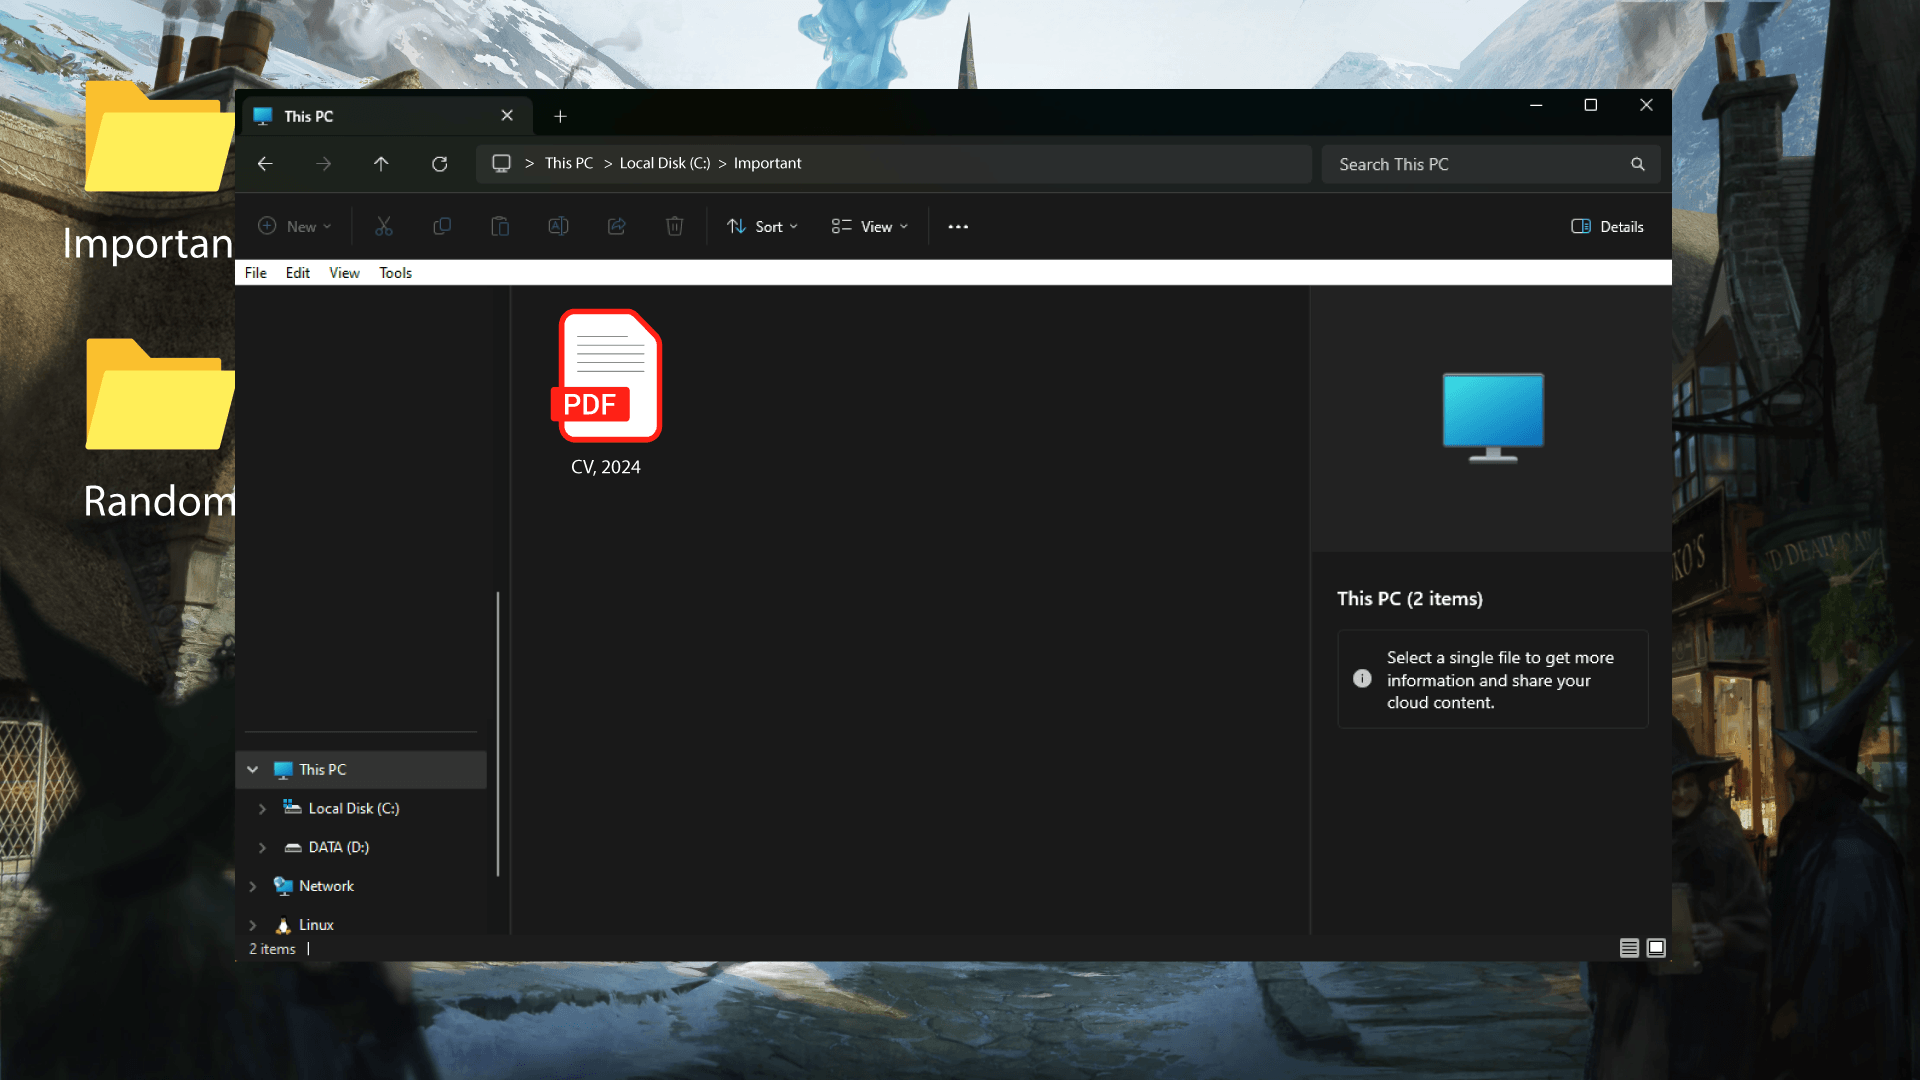 Importan
Random
This PC
> This PC > Local Disk (C:) > Important
Search This PC
New
Sort
View
Details
File Edit View Tools
PDF
CV, 2024
This PC (2 items)
Select a single file to get more
information and share your
cloud content.
This PC
Local Disk (C:)
DATA (D:)
Network
Linux
2 items
KO'S